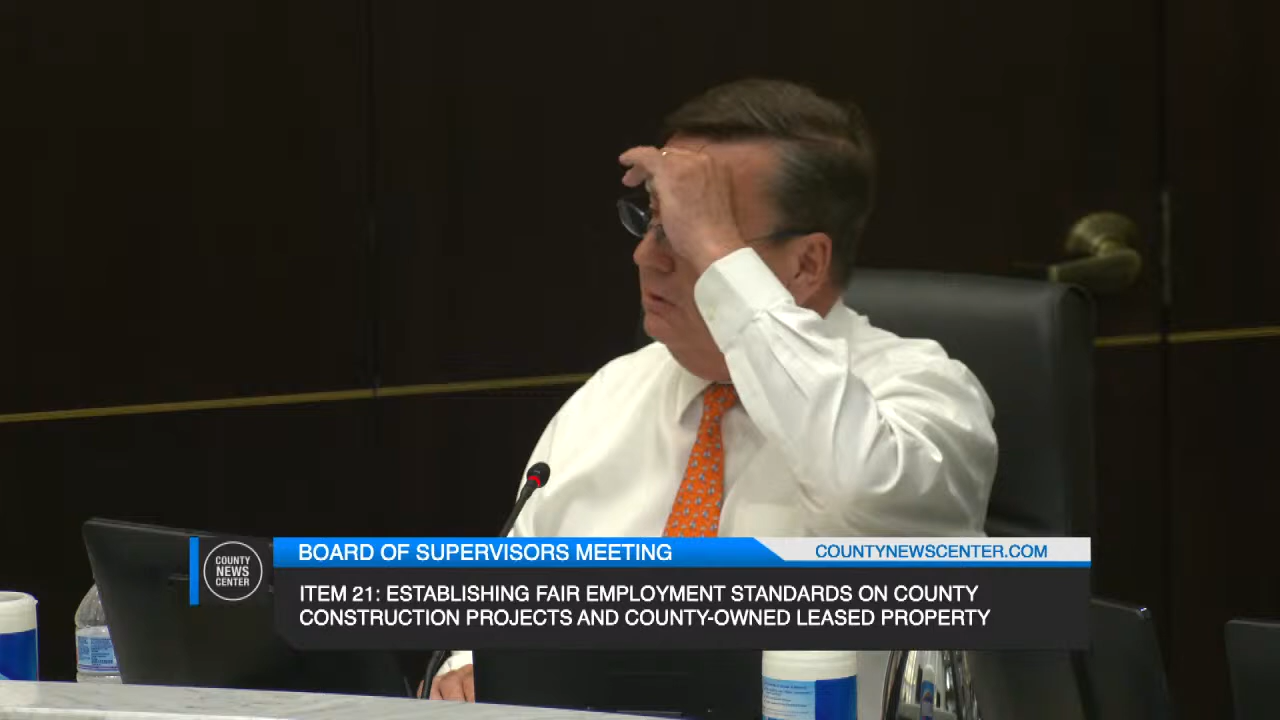 COUNTY
NEWS
CENTER
BOARD OF SUPERVISORS MEETING
COUNTYNEWSCENTER.COM
ITEM 21: ESTABLISHING FAIR EMPLOYMENT STANDARDS ON COUNTY
CONSTRUCTION PROJECTS AND COUNTY-OWNED LEASED PROPERTY